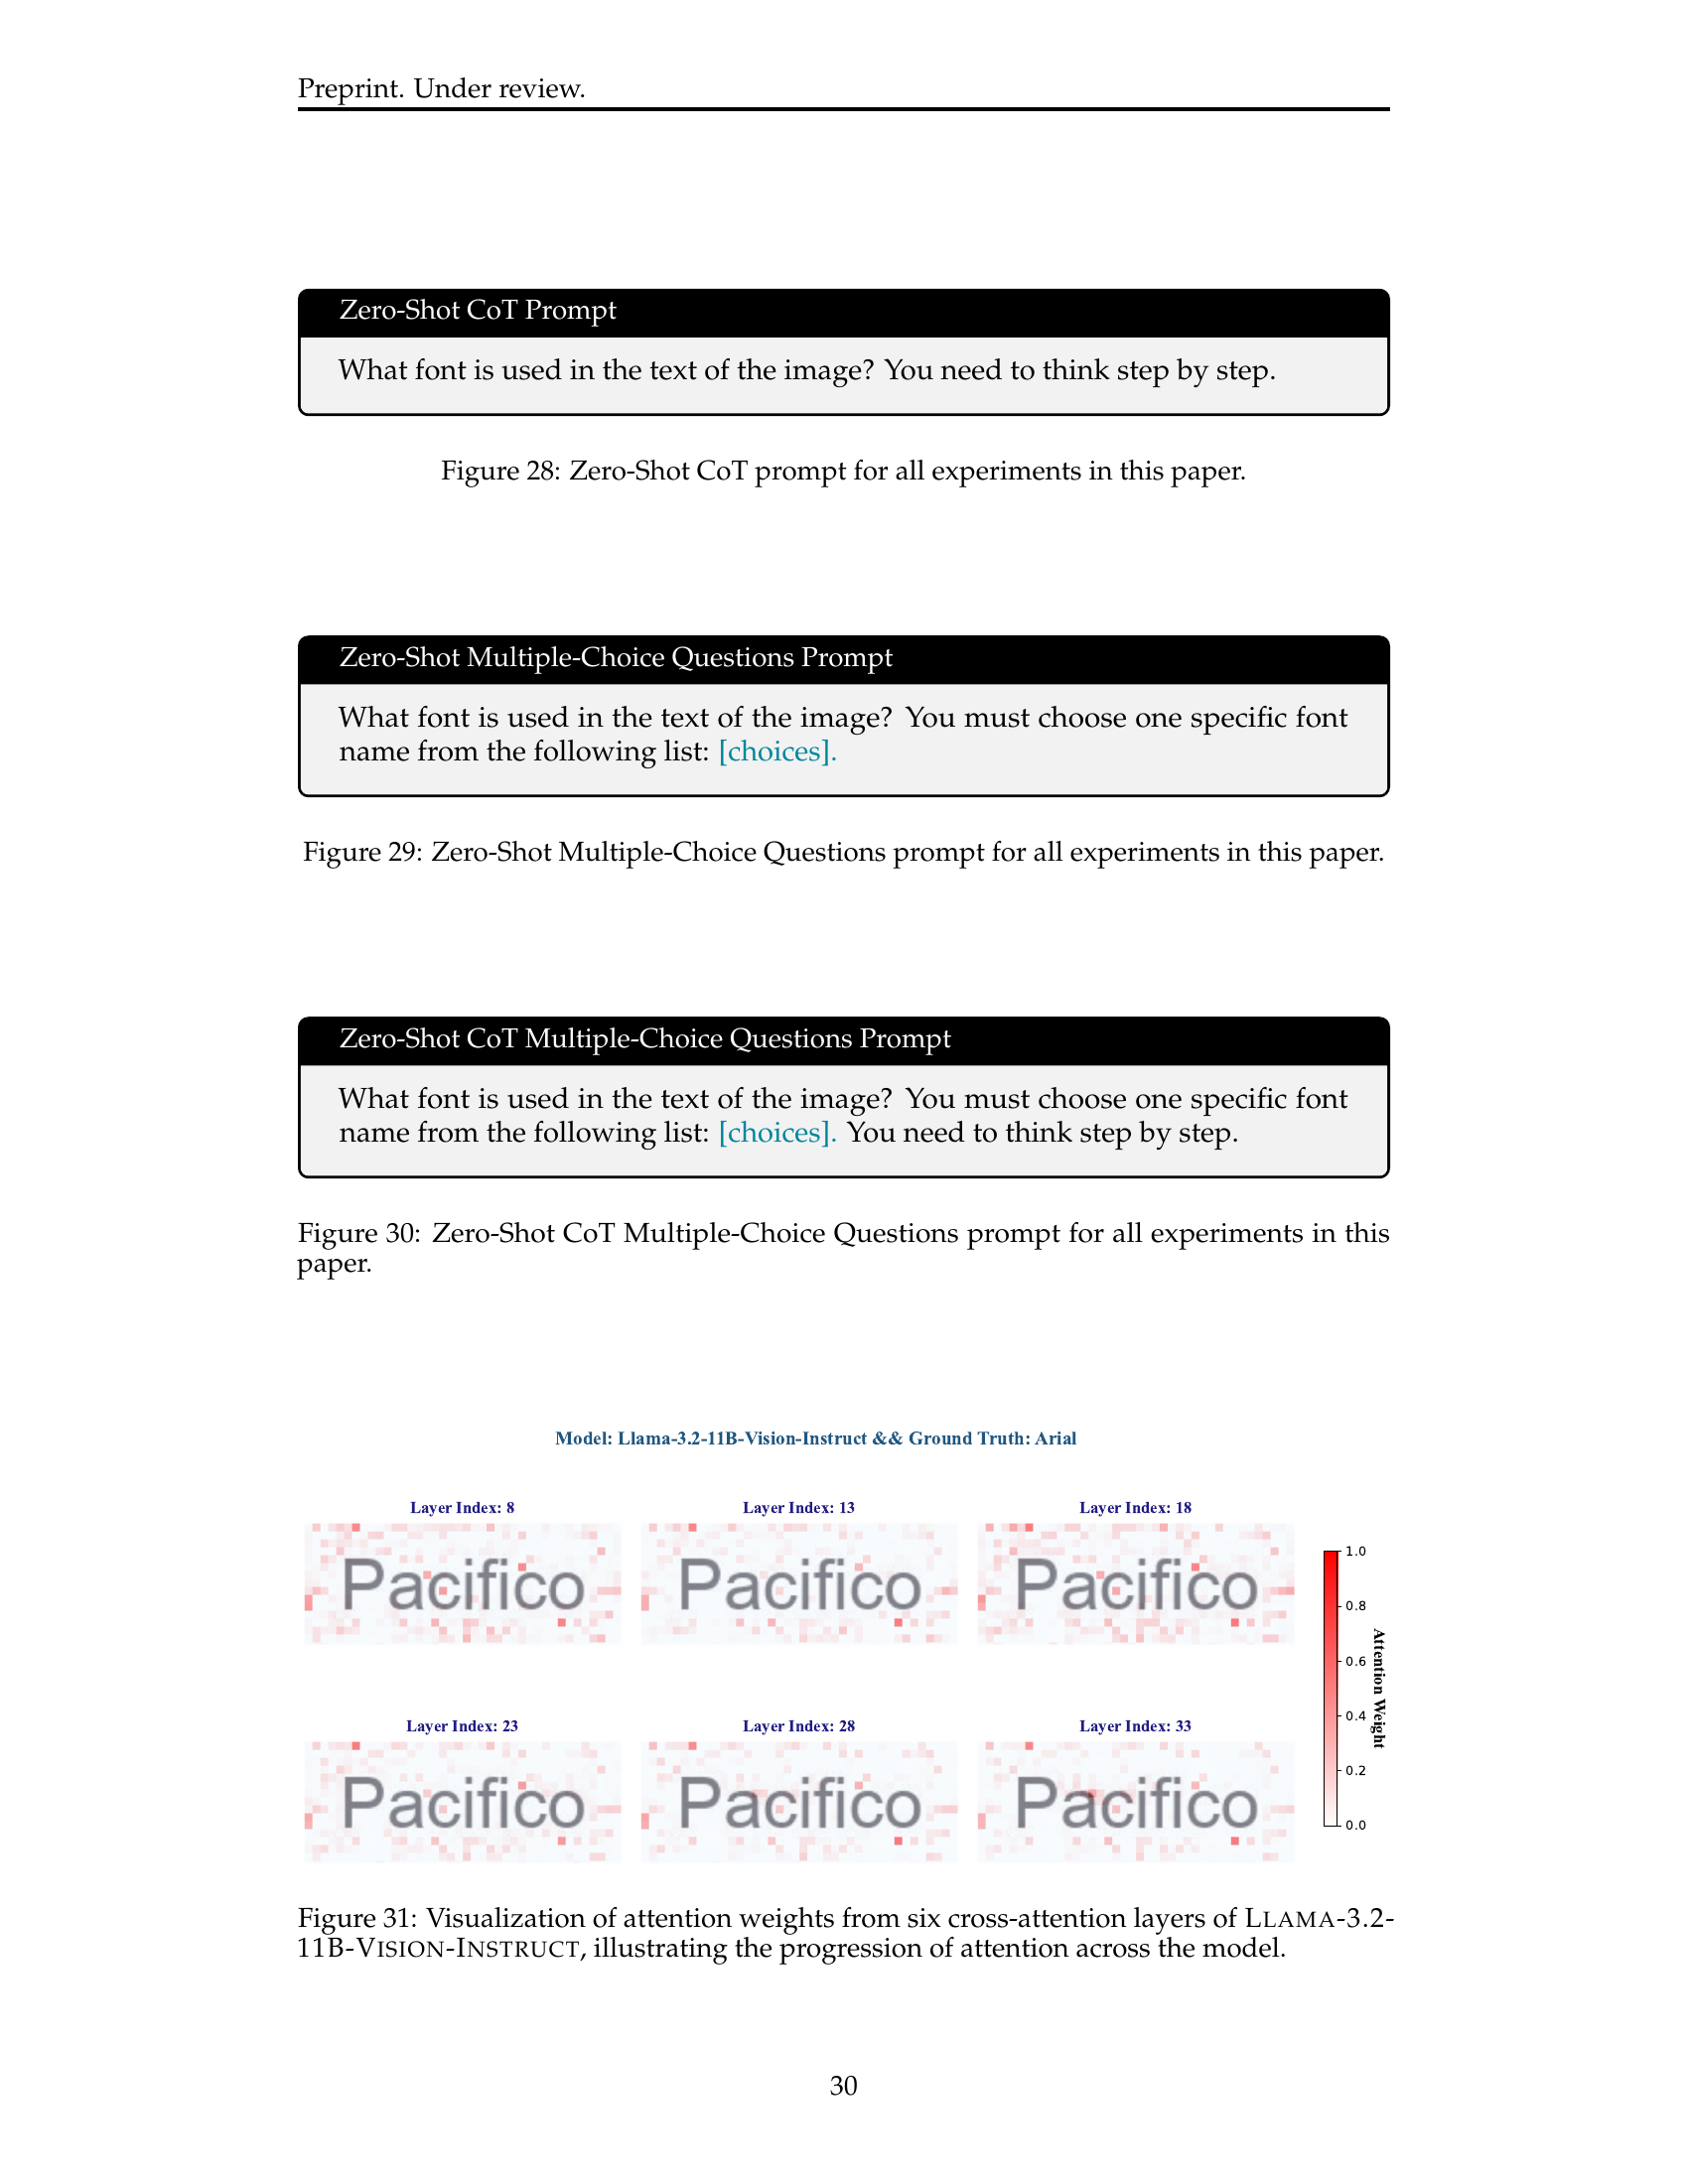 Preprint. Under review.
Zero-Shot CoT Prompt
What font is used in the text of the image? You need to think step by step.
Figure 28: Zero-Shot CoT prompt for all experiments in this paper.
Zero-Shot Multiple-Choice Questions Prompt
What font is used in the text of the image? You must choose one specific font
name from the following list: [choices].
Figure 29: Zero-Shot Multiple-Choice Questions prompt for all experiments in this paper.
Zero-Shot CoT Multiple-Choice Questions Prompt
What font is used in the text of the image? You must choose one specific font
name from the following list: [choices]. You need to think step by step.
Figure 30: Zero-Shot CoT Multiple-Choice Questions prompt for all experiments in this
paper.
Model: Llama-3.2-11B-Vision-Instruct && Ground Truth: Arial
Layer Index: 8
Pacifico
Layer Index: 13
Pacifico
Layer Index: 18
Pacifico
Layer Index: 23
Pacifico
Layer Index: 28
Pacifico
Layer Index: 33
Pacifico
1.0
0.8
0.6
0.4
0.2
0.0
Attention Weight
Figure 31: Visualization of attention weights from six cross-attention layers of LLAMA-3.2-
11B-VISION-INSTRUCT, illustrating the progression of attention across the model.
30